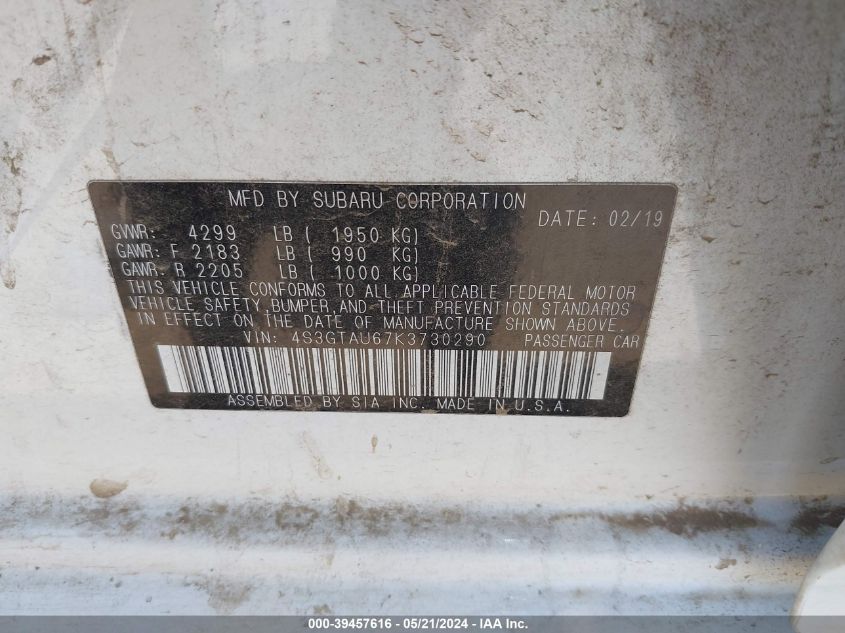 MFD BY SUBARU CORPORATION
DATE: 02/19
GVWR: 4299 LB ( 1950 KG)
GAWR: F 2183 LB ( 990 KG)
GAWR: R 2205 LB ( 1000 KG)
THIS VEHICLE CONFORMS TO ALL APPLICABLE FEDERAL MOTOR
VEHICLE SAFETY, BUMPER, AND THEFT PREVENTION STANDARDS
IN EFFECT ON THE DATE OF MANUFACTURE SHOWN ABOVE.
VIN: 4S3GTAU67K3730290 PASSENGER CAR
ASSEMBLED BY SIA INC. MADE IN U.S.A.
000-39457616 - 05/21/2024 - IAA, Inc.